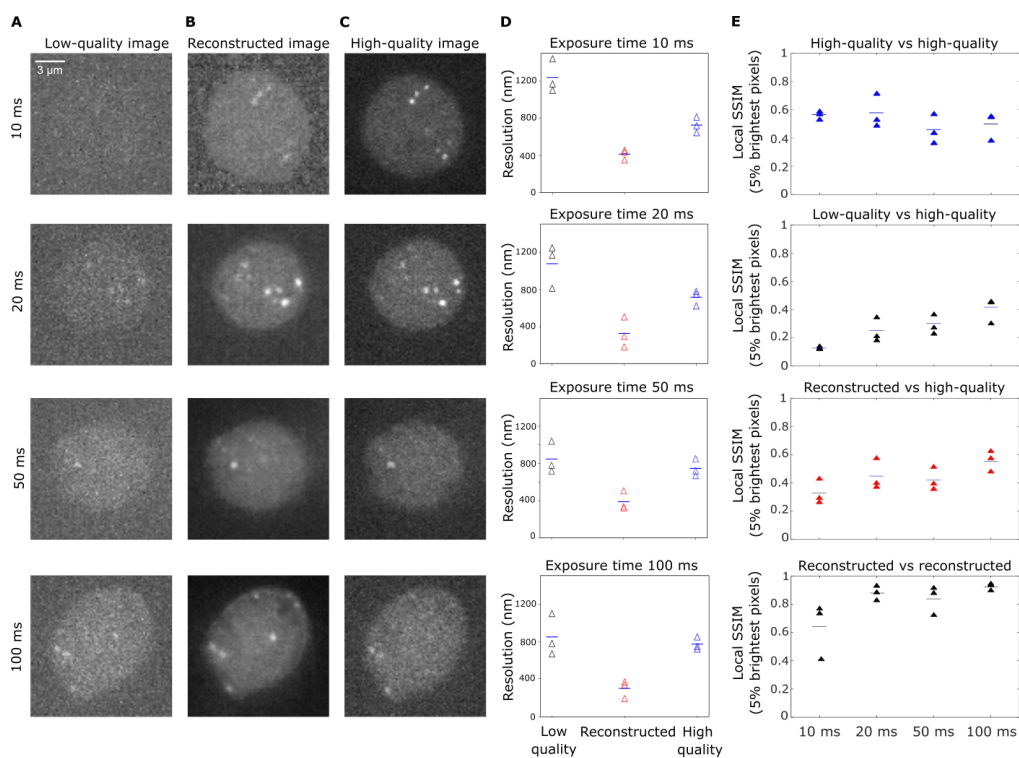 A
B
C
D
E
Low-quality image
Reconstructed image
High-quality image
3 µm
10 ms
20 ms
50 ms
100 ms
Exposure time 10 ms
Resolution (nm)
1200
800
400
0
Exposure time 20 ms
Resolution (nm)
1200
800
400
0
Exposure time 50 ms
Resolution (nm)
1200
800
400
0
Exposure time 100 ms
Resolution (nm)
1200
800
400
0
Low
quality
Reconstructed
High
quality
High-quality vs high-quality
Local SSIM
(5% brightest pixels)
1
0.8
0.6
0.4
0.2
0
Low-quality vs high-quality
Local SSIM
(5% brightest pixels)
1
0.8
0.6
0.4
0.2
0
Reconstructed vs high-quality
Local SSIM
(5% brightest pixels)
1
0.8
0.6
0.4
0.2
0
Reconstructed vs reconstructed
Local SSIM
(5% brightest pixels)
1
0.8
0.6
0.4
0.2
0
10 ms
20 ms
50 ms
100 ms